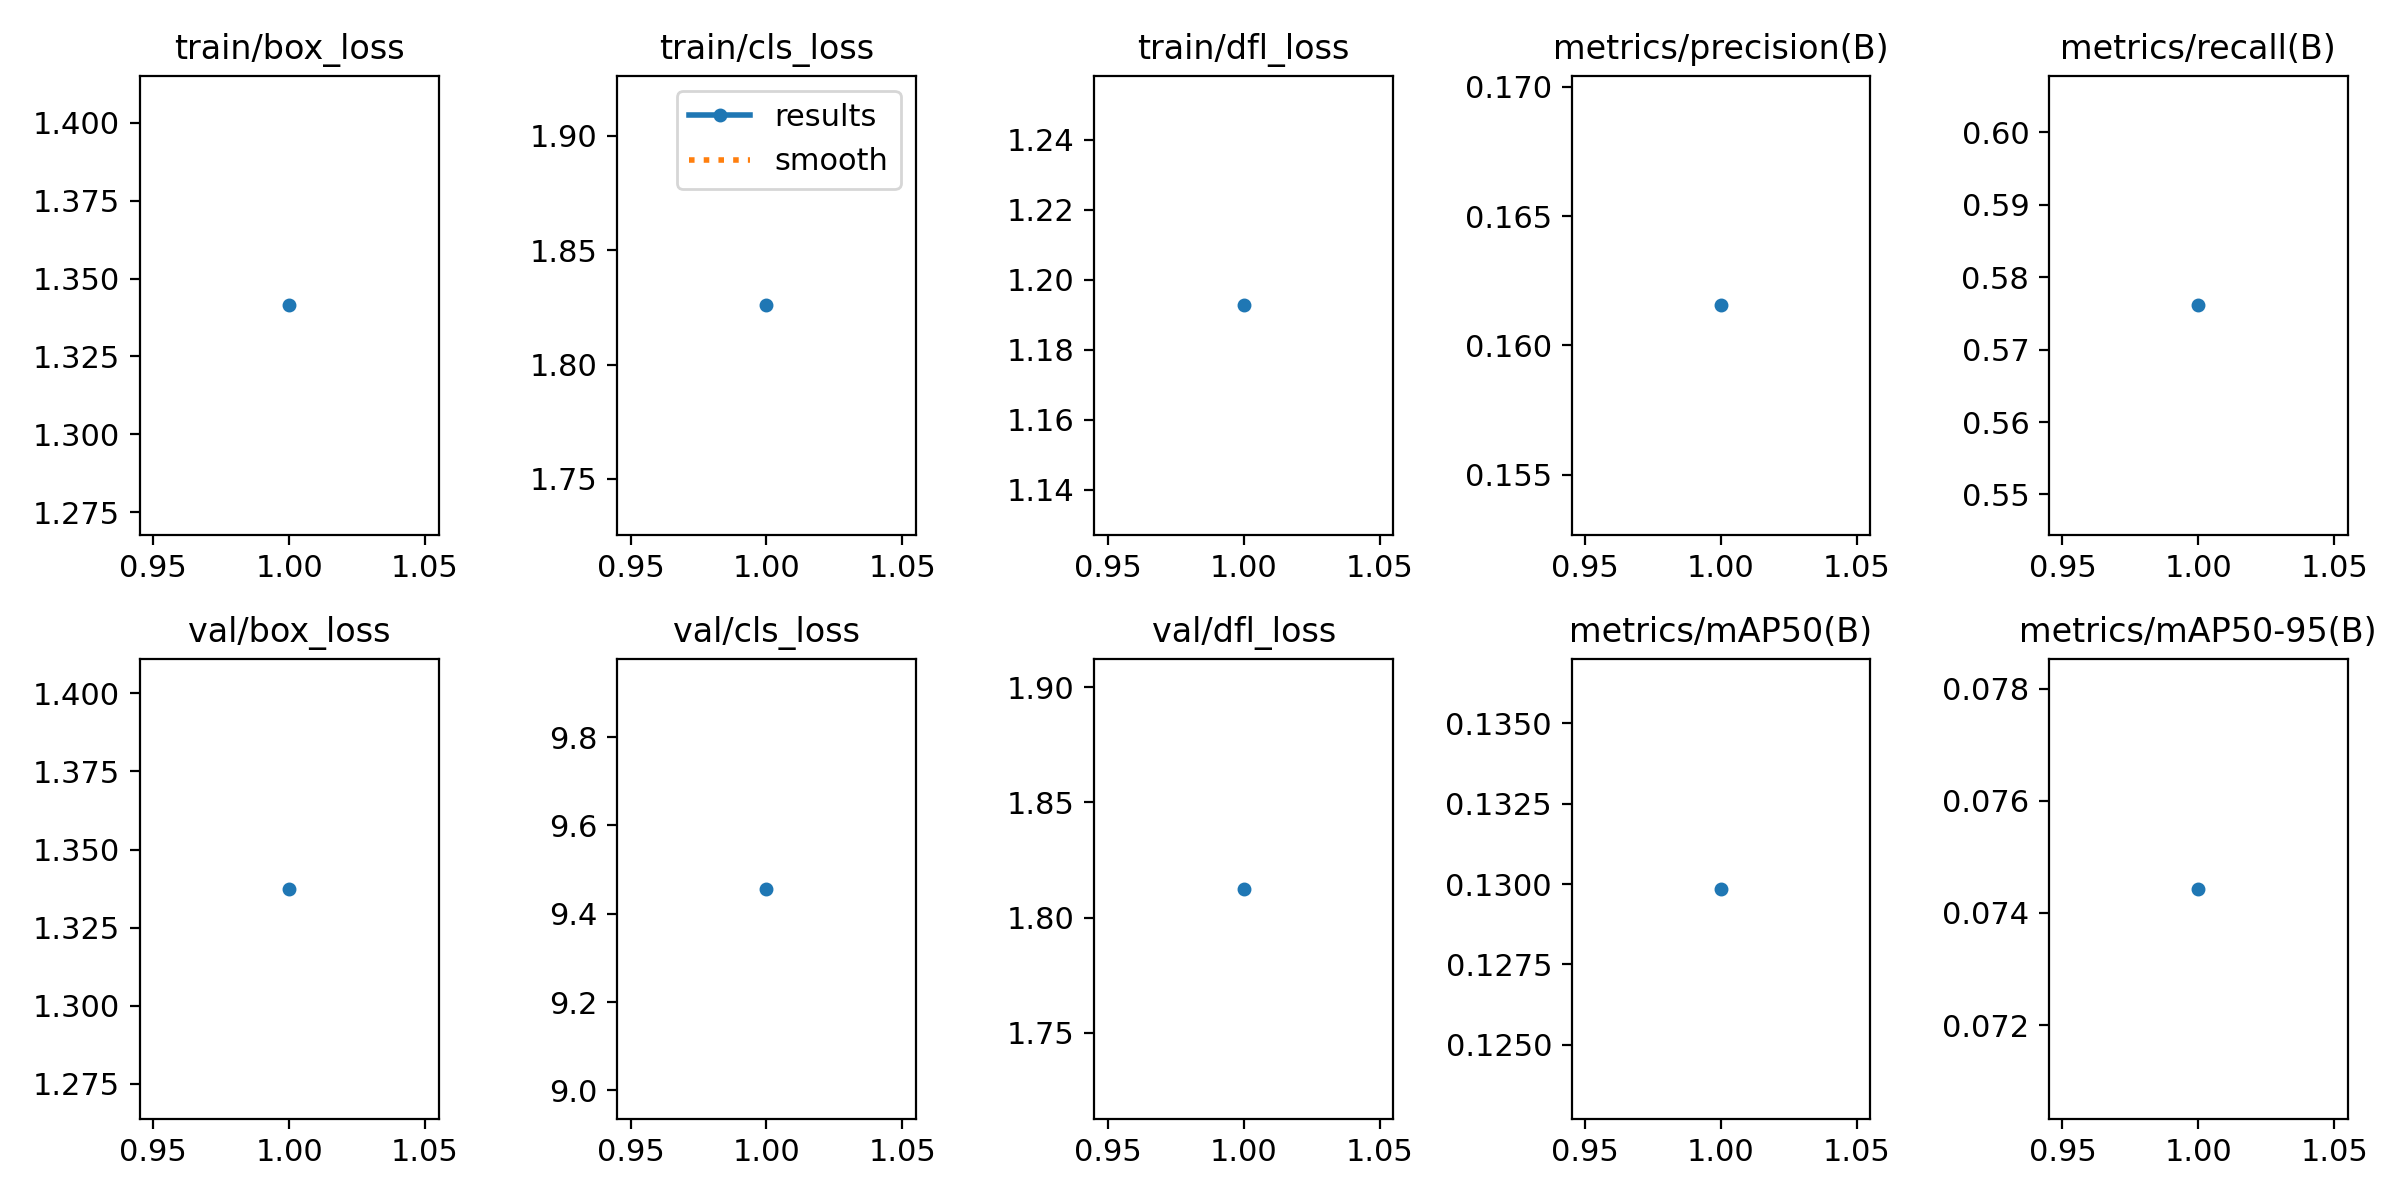 train/box_loss
1.400
1.375
1.350
1.325
1.300
1.275
0.95 1.00 1.05
train/cls_loss
results
smooth
1.90
1.85
1.80
1.75
0.95 1.00 1.05
train/dfl_loss
1.24
1.22
1.20
1.18
1.16
1.14
0.95 1.00 1.05
metrics/precision(B)
0.170
0.165
0.160
0.155
0.95 1.00 1.05
metrics/recall(B)
0.60
0.59
0.58
0.57
0.56
0.55
0.95 1.00 1.05
val/box_loss
1.400
1.375
1.350
1.325
1.300
1.275
0.95 1.00 1.05
val/cls_loss
9.8
9.6
9.4
9.2
9.0
0.95 1.00 1.05
val/dfl_loss
1.90
1.85
1.80
1.75
0.95 1.00 1.05
metrics/mAP50(B)
0.1350
0.1325
0.1300
0.1275
0.1250
0.95 1.00 1.05
metrics/mAP50-95(B)
0.078
0.076
0.074
0.072
0.95 1.00 1.05